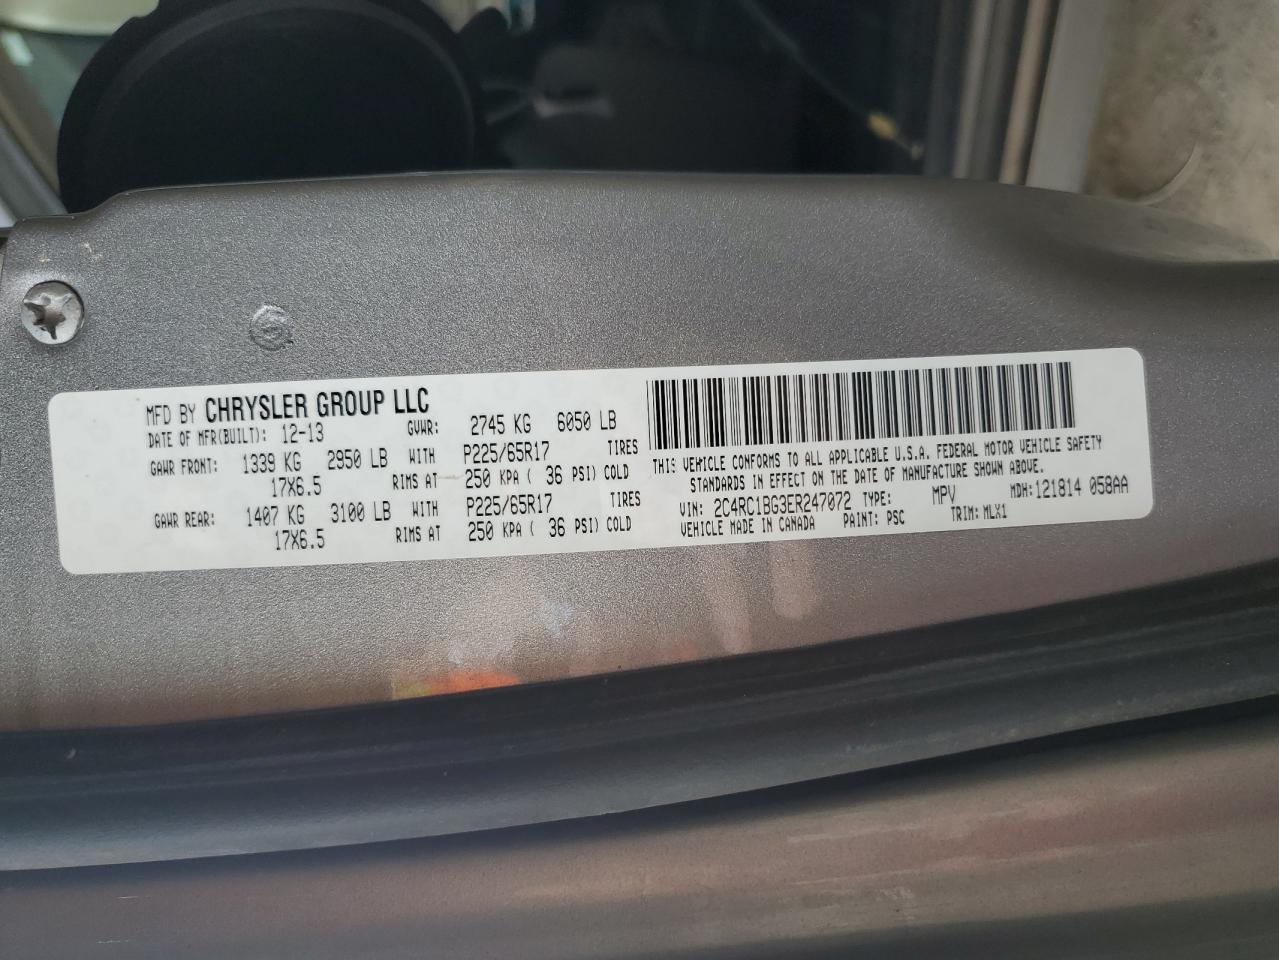 MFD BY CHRYSLER GROUP LLC
DATE OF MFR(BUILT): 12-13 GVWR: 2745 KG 6050 LB
GAWR FRONT: 1339 KG 2950 LB WITH P225/65R17 TIRES
17X6.5 RIMS AT 250 KPA ( 36 PSI) COLD
GAWR REAR: 1407 KG 3100 LB WITH P225/65R17 TIRES
17X6.5 RIMS AT 250 KPA ( 36 PSI) COLD
THIS VEHICLE CONFORMS TO ALL APPLICABLE U.S.A. FEDERAL MOTOR VEHICLE SAFETY
STANDARDS IN EFFECT ON THE DATE OF MANUFACTURE SHOWN ABOVE.
VIN: 2C4RC1BG3ER247072 TYPE: MPV MDH:121814 058AA
VEHICLE MADE IN CANADA PAINT: PSC TRIM: MLX1